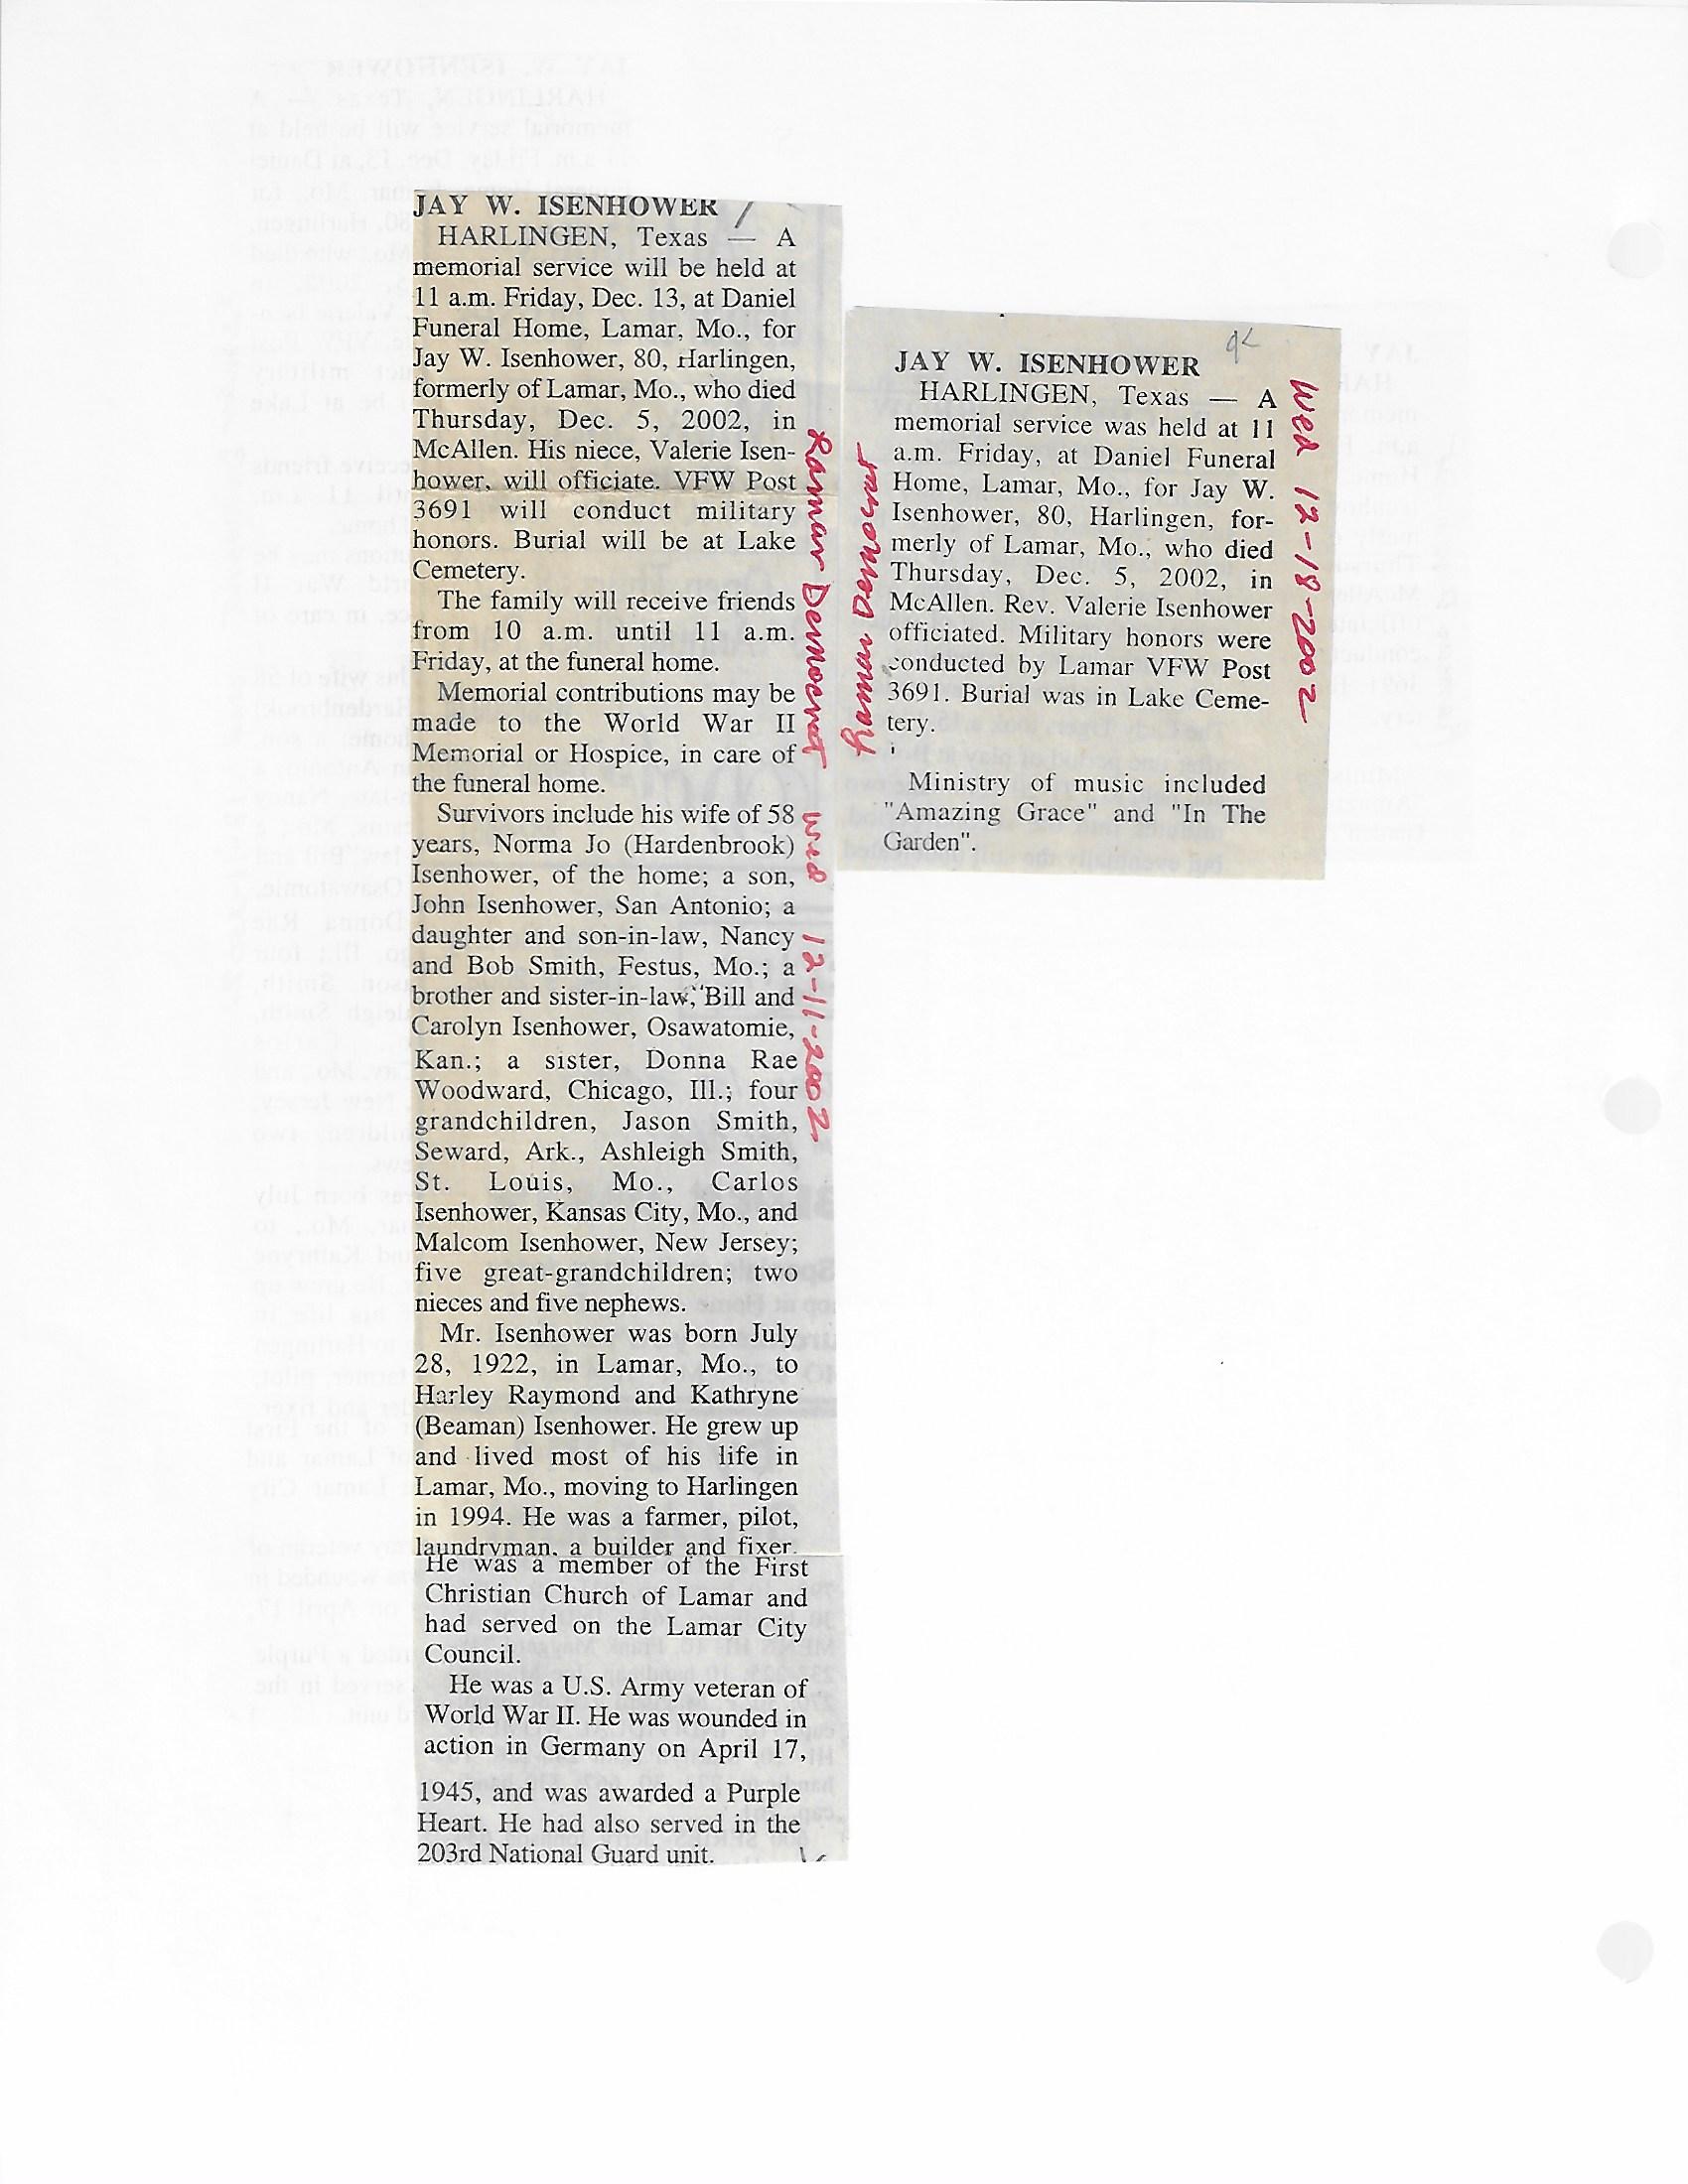 JAY W. ISENHOWER
HARLINGEN, Texas — A
memorial service will be held at
11 a.m. Friday, Dec. 13, at Daniel
Funeral Home, Lamar, Mo., for
Jay W. Isenhower, 80, Harlingen,
formerly of Lamar, Mo., who died
Thursday, Dec. 5, 2002, in
McAllen. His niece, Valerie Isen-
hower, will officiate. VFW Post
3691 will conduct military
honors. Burial will be at Lake
Cemetery.
The family will receive friends
from 10 a.m. until 11 a.m.
Friday, at the funeral home.
Memorial contributions may be
made to the World War II
Memorial or Hospice, in care of
the funeral home.
Survivors include his wife of 58
years, Norma Jo (Hardenbrook)
Isenhower, of the home; a son,
John Isenhower, San Antonio; a
daughter and son-in-law, Nancy
and Bob Smith, Festus, Mo.; a
brother and sister-in-law, Bill and
Carolyn Isenhower, Osawatomie,
Kan.; a sister, Donna Rae
Woodward, Chicago, Ill.; four
grandchildren, Jason Smith,
Seward, Ark., Ashleigh Smith,
St. Louis, Mo., Carlos
Isenhower, Kansas City, Mo., and
Malcom Isenhower, New Jersey;
five great-grandchildren; two
nieces and five nephews.
Mr. Isenhower was born July
28, 1922, in Lamar, Mo., to
Harley Raymond and Kathryne
(Beaman) Isenhower. He grew up
and lived most of his life in
Lamar, Mo., moving to Harlingen
in 1994. He was a farmer, pilot,
laundryman, a builder and fixer.
He was a member of the First
Christian Church of Lamar and
had served on the Lamar City
Council.
He was a U.S. Army veteran of
World War II. He was wounded in
action in Germany on April 17,
1945, and was awarded a Purple
Heart. He had also served in the
203rd National Guard unit.
Lamar Democrat Wed 12-11-2002
Lamar Democrat
JAY W. ISENHOWER
HARLINGEN, Texas — A
memorial service was held at 11
a.m. Friday, at Daniel Funeral
Home, Lamar, Mo., for Jay W.
Isenhower, 80, Harlingen, for-
merly of Lamar, Mo., who died
Thursday, Dec. 5, 2002, in
McAllen. Rev. Valerie Isenhower
officiated. Military honors were
conducted by Lamar VFW Post
3691. Burial was in Lake Ceme-
tery.
Ministry of music included
"Amazing Grace" and "In The
Garden".
Wed 12-18-2002